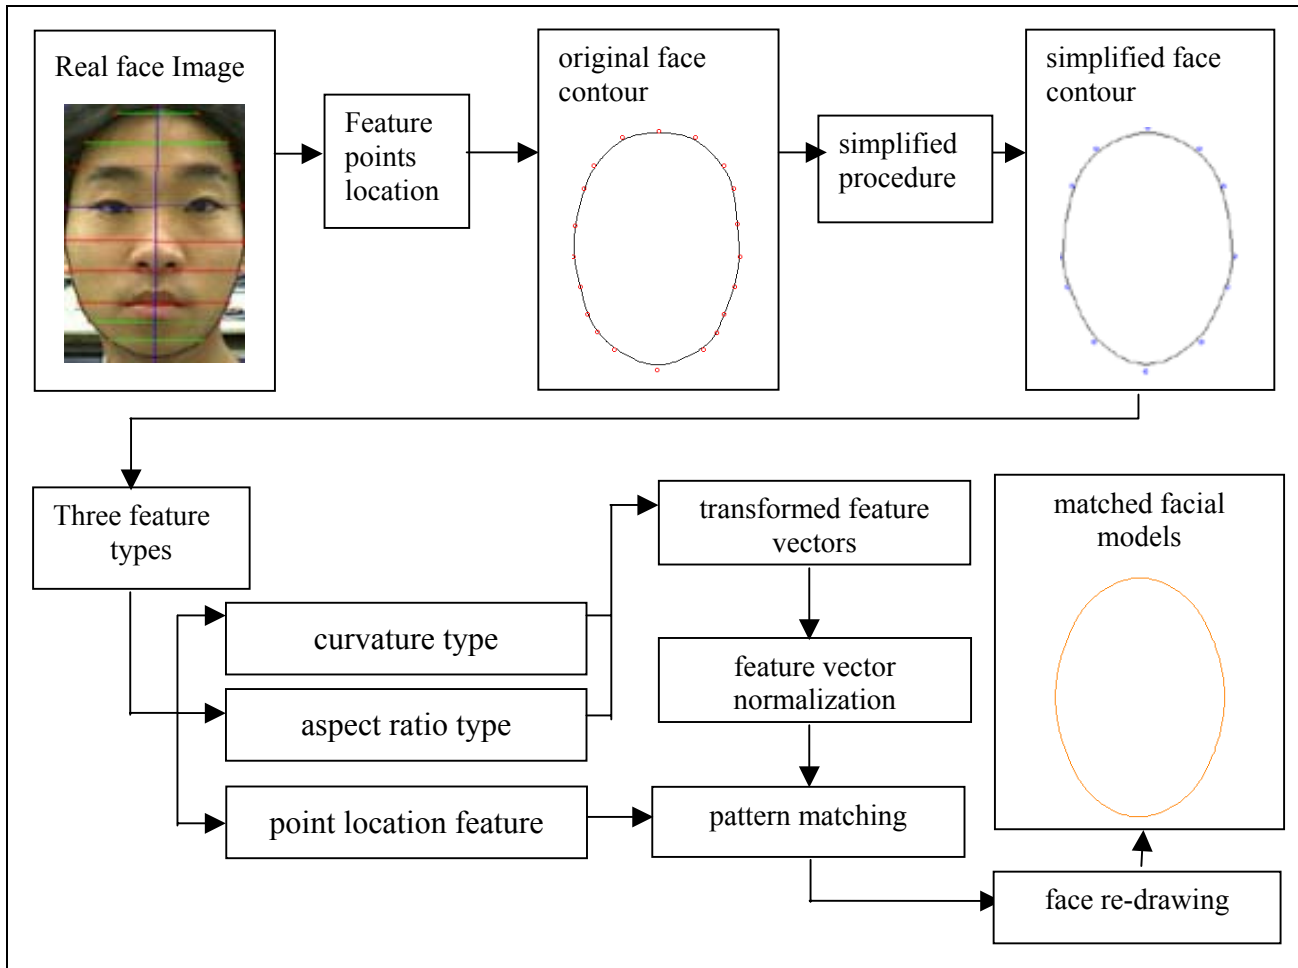 Real face Image
Feature
points
location
original face
contour
simplified
procedure
simplified face
contour
Three feature
types
curvature type
aspect ratio type
point location feature
transformed feature
vectors
feature vector
normalization
pattern matching
matched facial
models
face re-drawing